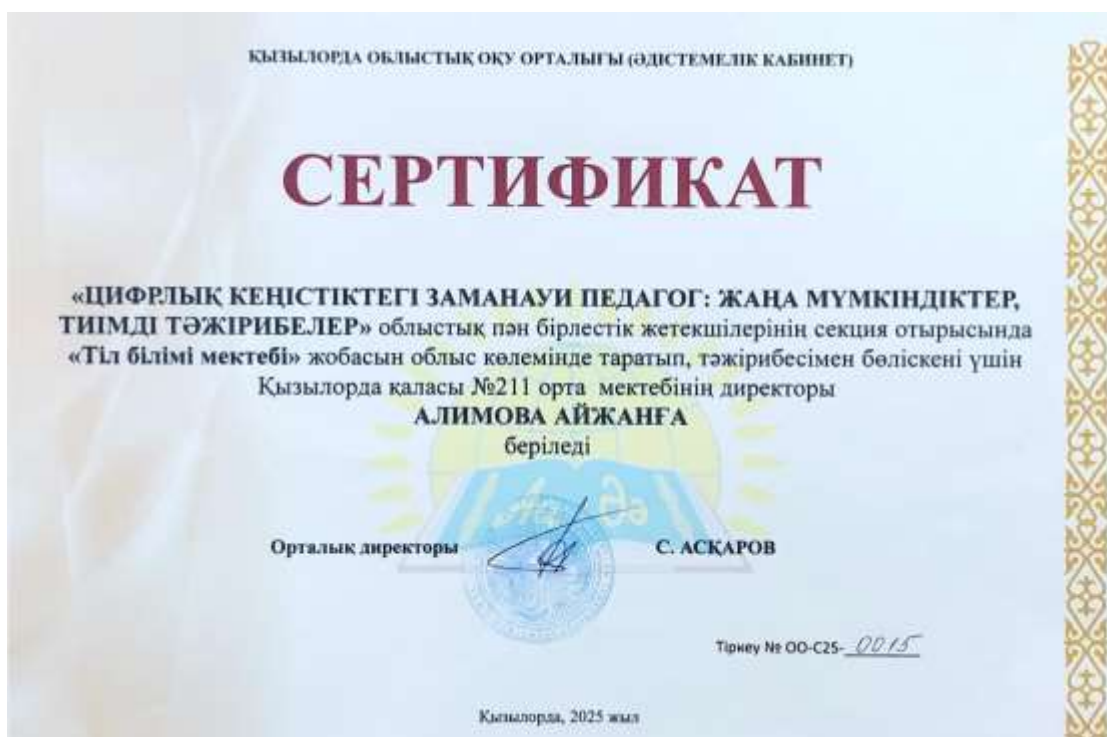 ҚЫЗЫЛОРДА ОБЛЫСТЫҚ ОҚУ ОРТАЛЫҒЫ (ӘДІСТЕМЕЛІК КАБИНЕТ)
СЕРТИФИКАТ
«ЦИФРЛЫҚ КЕҢІСТІКТЕГІ ЗАМАНАУИ ПЕДАГОГ: ЖАҢА МҮМКІНДІКТЕР,
ТИІМДІ ТӘЖІРИБЕЛЕР» облыстық пән бірлестік жетекшілерінің секция отырысында
«Тіл білімі мектебі» жобасын облыс көлемінде таратып, тәжірибесімен бөліскені үшін
Қызылорда қаласы №211 орта мектебінің директоры
АЛИМОВА АЙЖАНҒА
беріледі
Орталық директоры С. АСҚАРОВ
Тіркеу № ОО-С25- 0015
Қызылорда, 2025 жыл